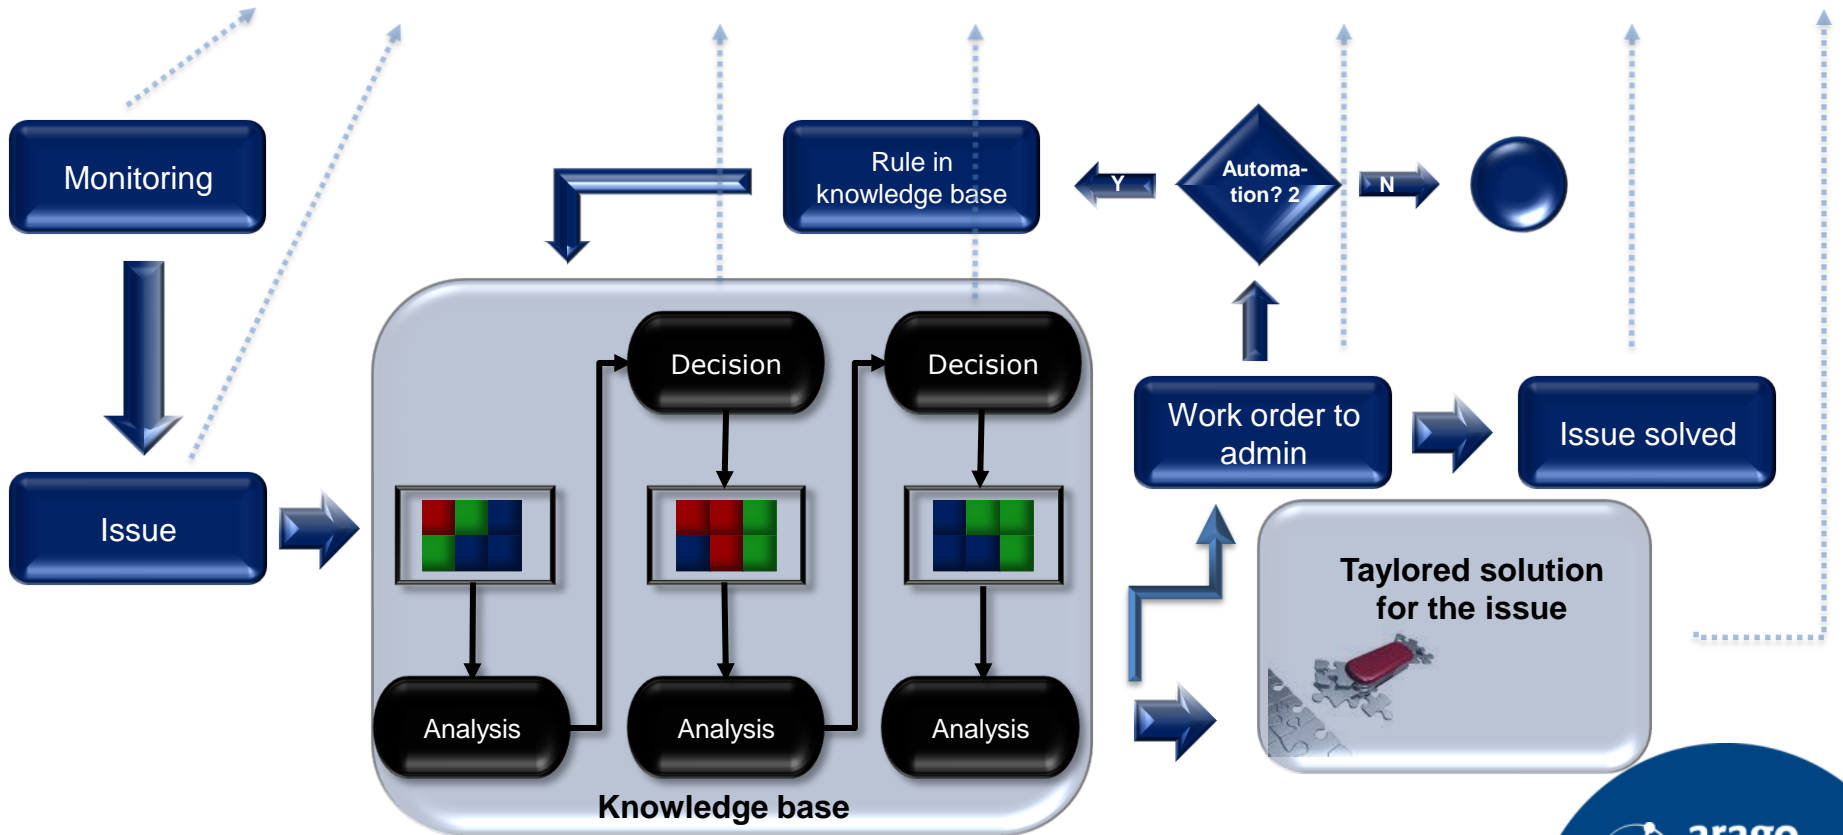 Monitoring
Rule in
knowledge base
Y
Automa-
tion? 2
N
Decision
Decision
Work order to
admin
Issue solved
Issue
Taylored solution
for the issue
Analysis
Analysis
Analysis
Knowledge base
arago